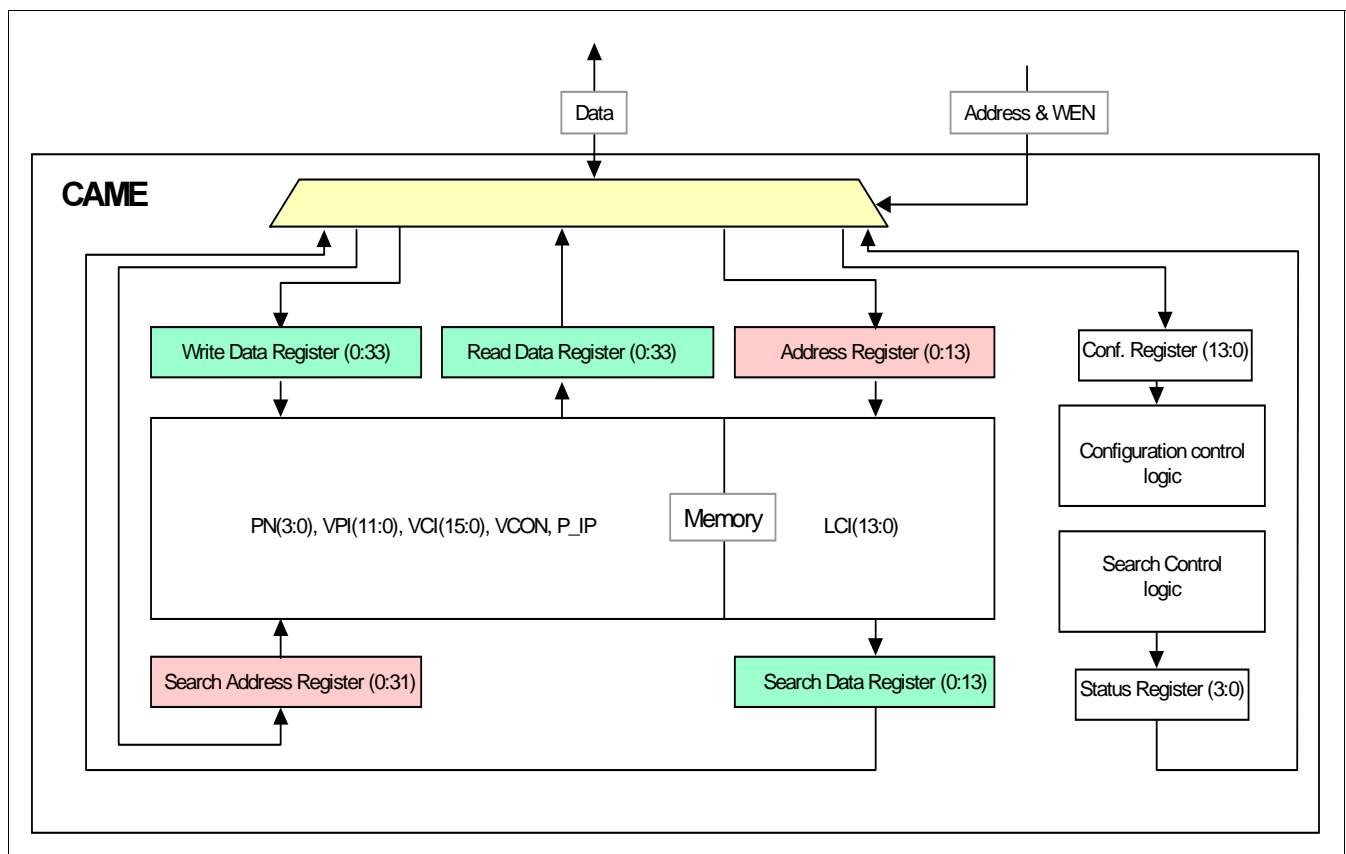 Data
Address & WEN
CAME
Write Data Register (0:33)
Read Data Register (0:33)
Address Register (0:13)
Conf. Register (13:0)
Configuration control
logic
PN(3:0), VPI(11:0), VCI(15:0), VCON, P_IP
Memory
LCI(13:0)
Search Control
logic
Search Address Register (0:31)
Search Data Register (0:13)
Status Register (3:0)